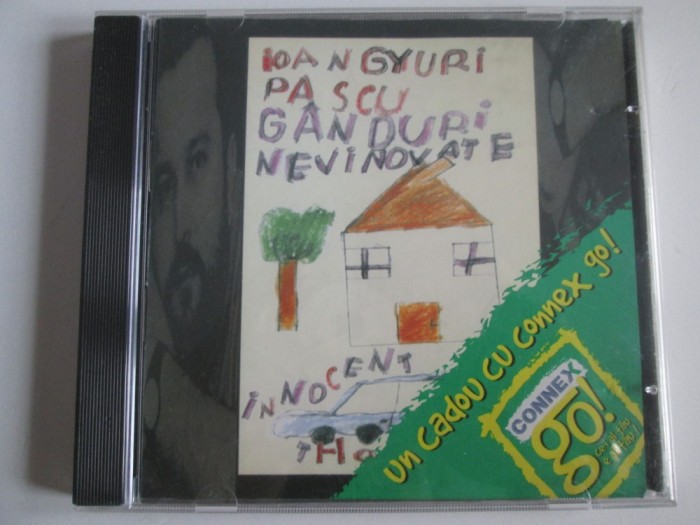 IOAN GYURI
PASCU
GÂNDURI
NEVINOVATE
INNOCENT
THO
Un cadou cu connex go!
CONNEX
go!